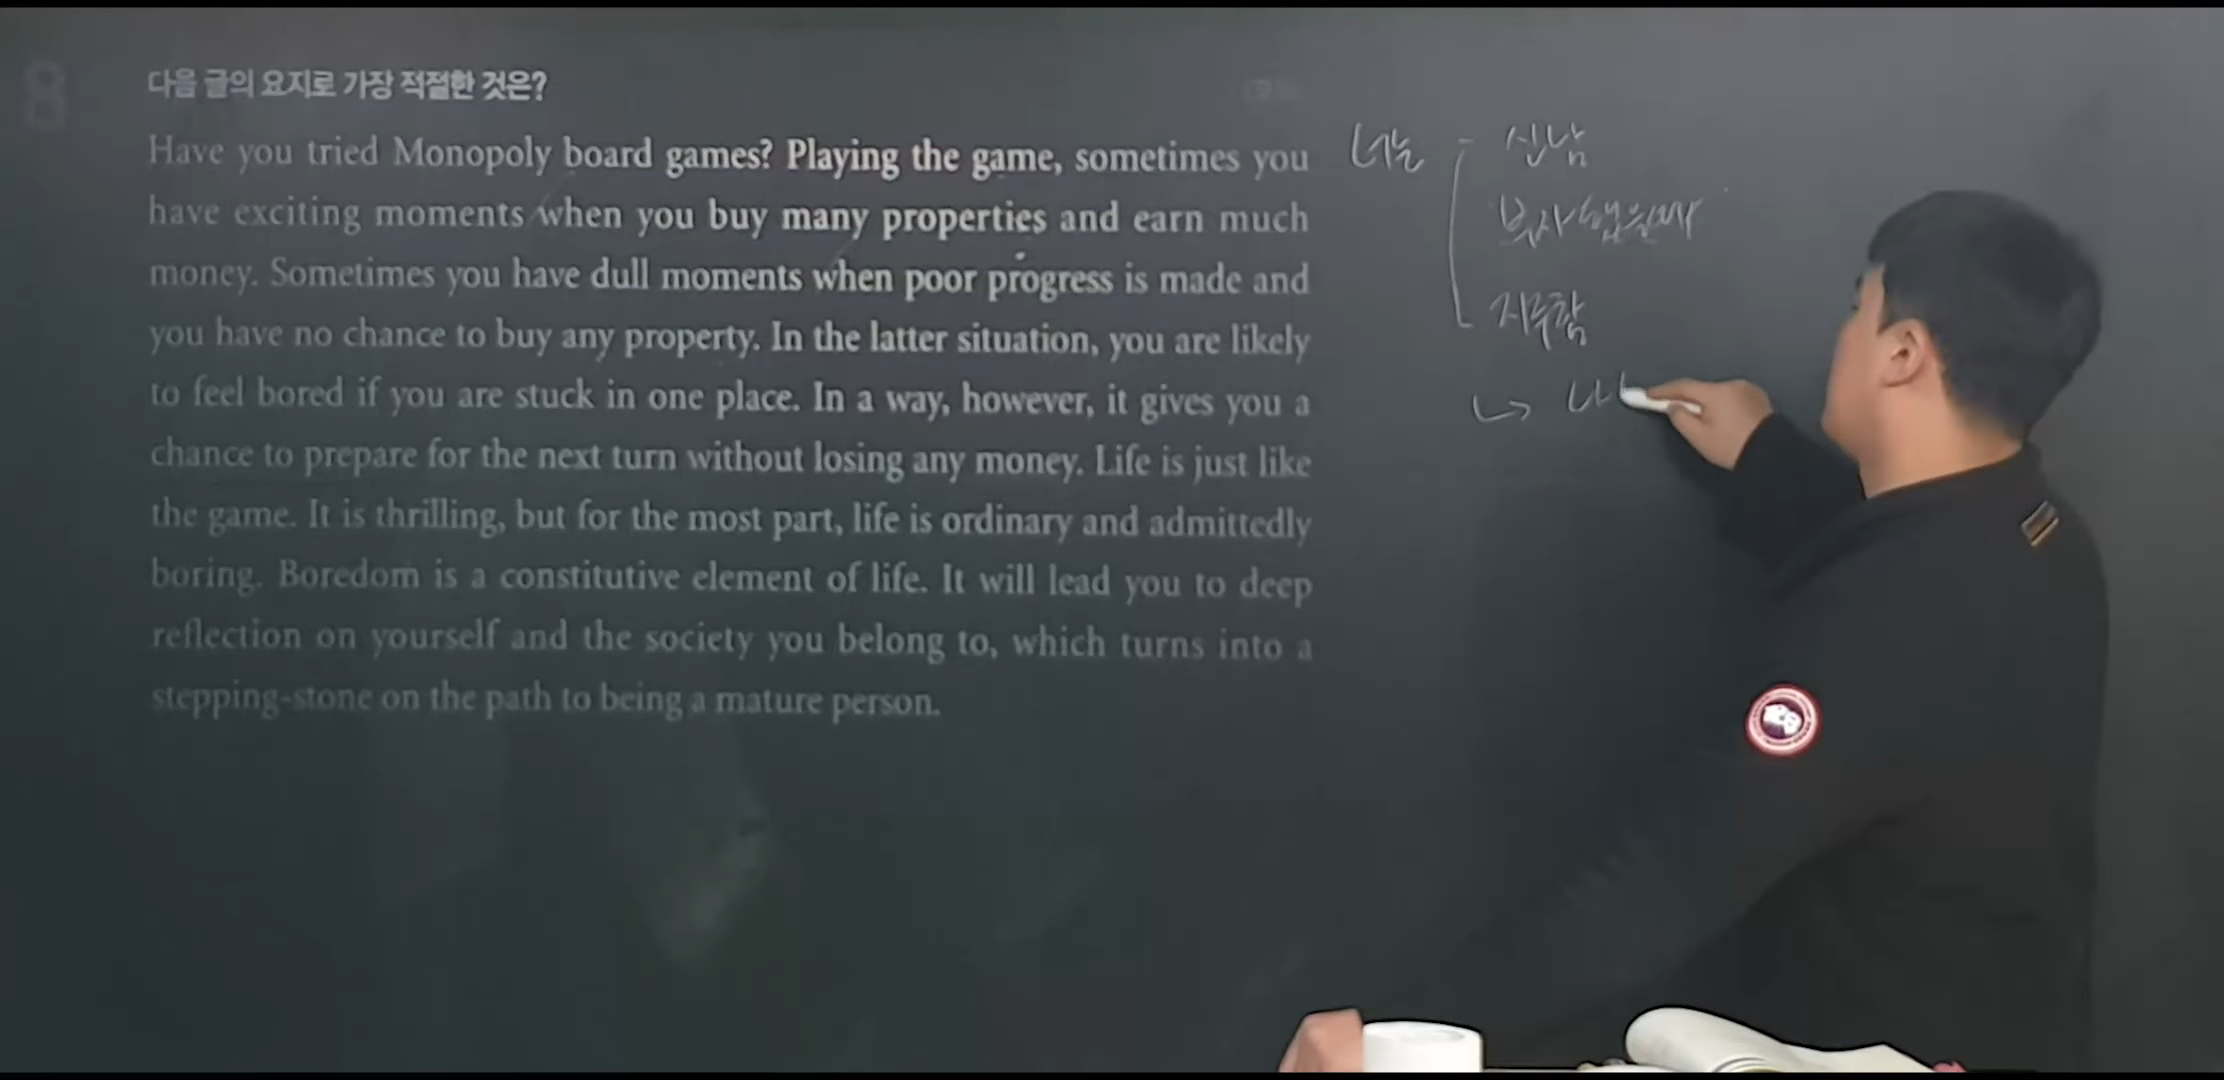 8
다음 글의 요지로 가장 적절한 것은?
Have you tried Monopoly board games? Playing the game, sometimes you
have exciting moments when you buy many properties and earn much
money. Sometimes you have dull moments when poor progress is made and
you have no chance to buy any property. In the latter situation, you are likely
to feel bored if you are stuck in one place. In a way, however, it gives you a
chance to prepare for the next turn without losing any money. Life is just like
the game. It is thrilling, but for the most part, life is ordinary and admittedly
boring. Boredom is a constitutive element of life. It will lead you to deep
reflection on yourself and the society you belong to, which turns into a
stepping-stone on the path to being a mature person.
너는
신남
지루함